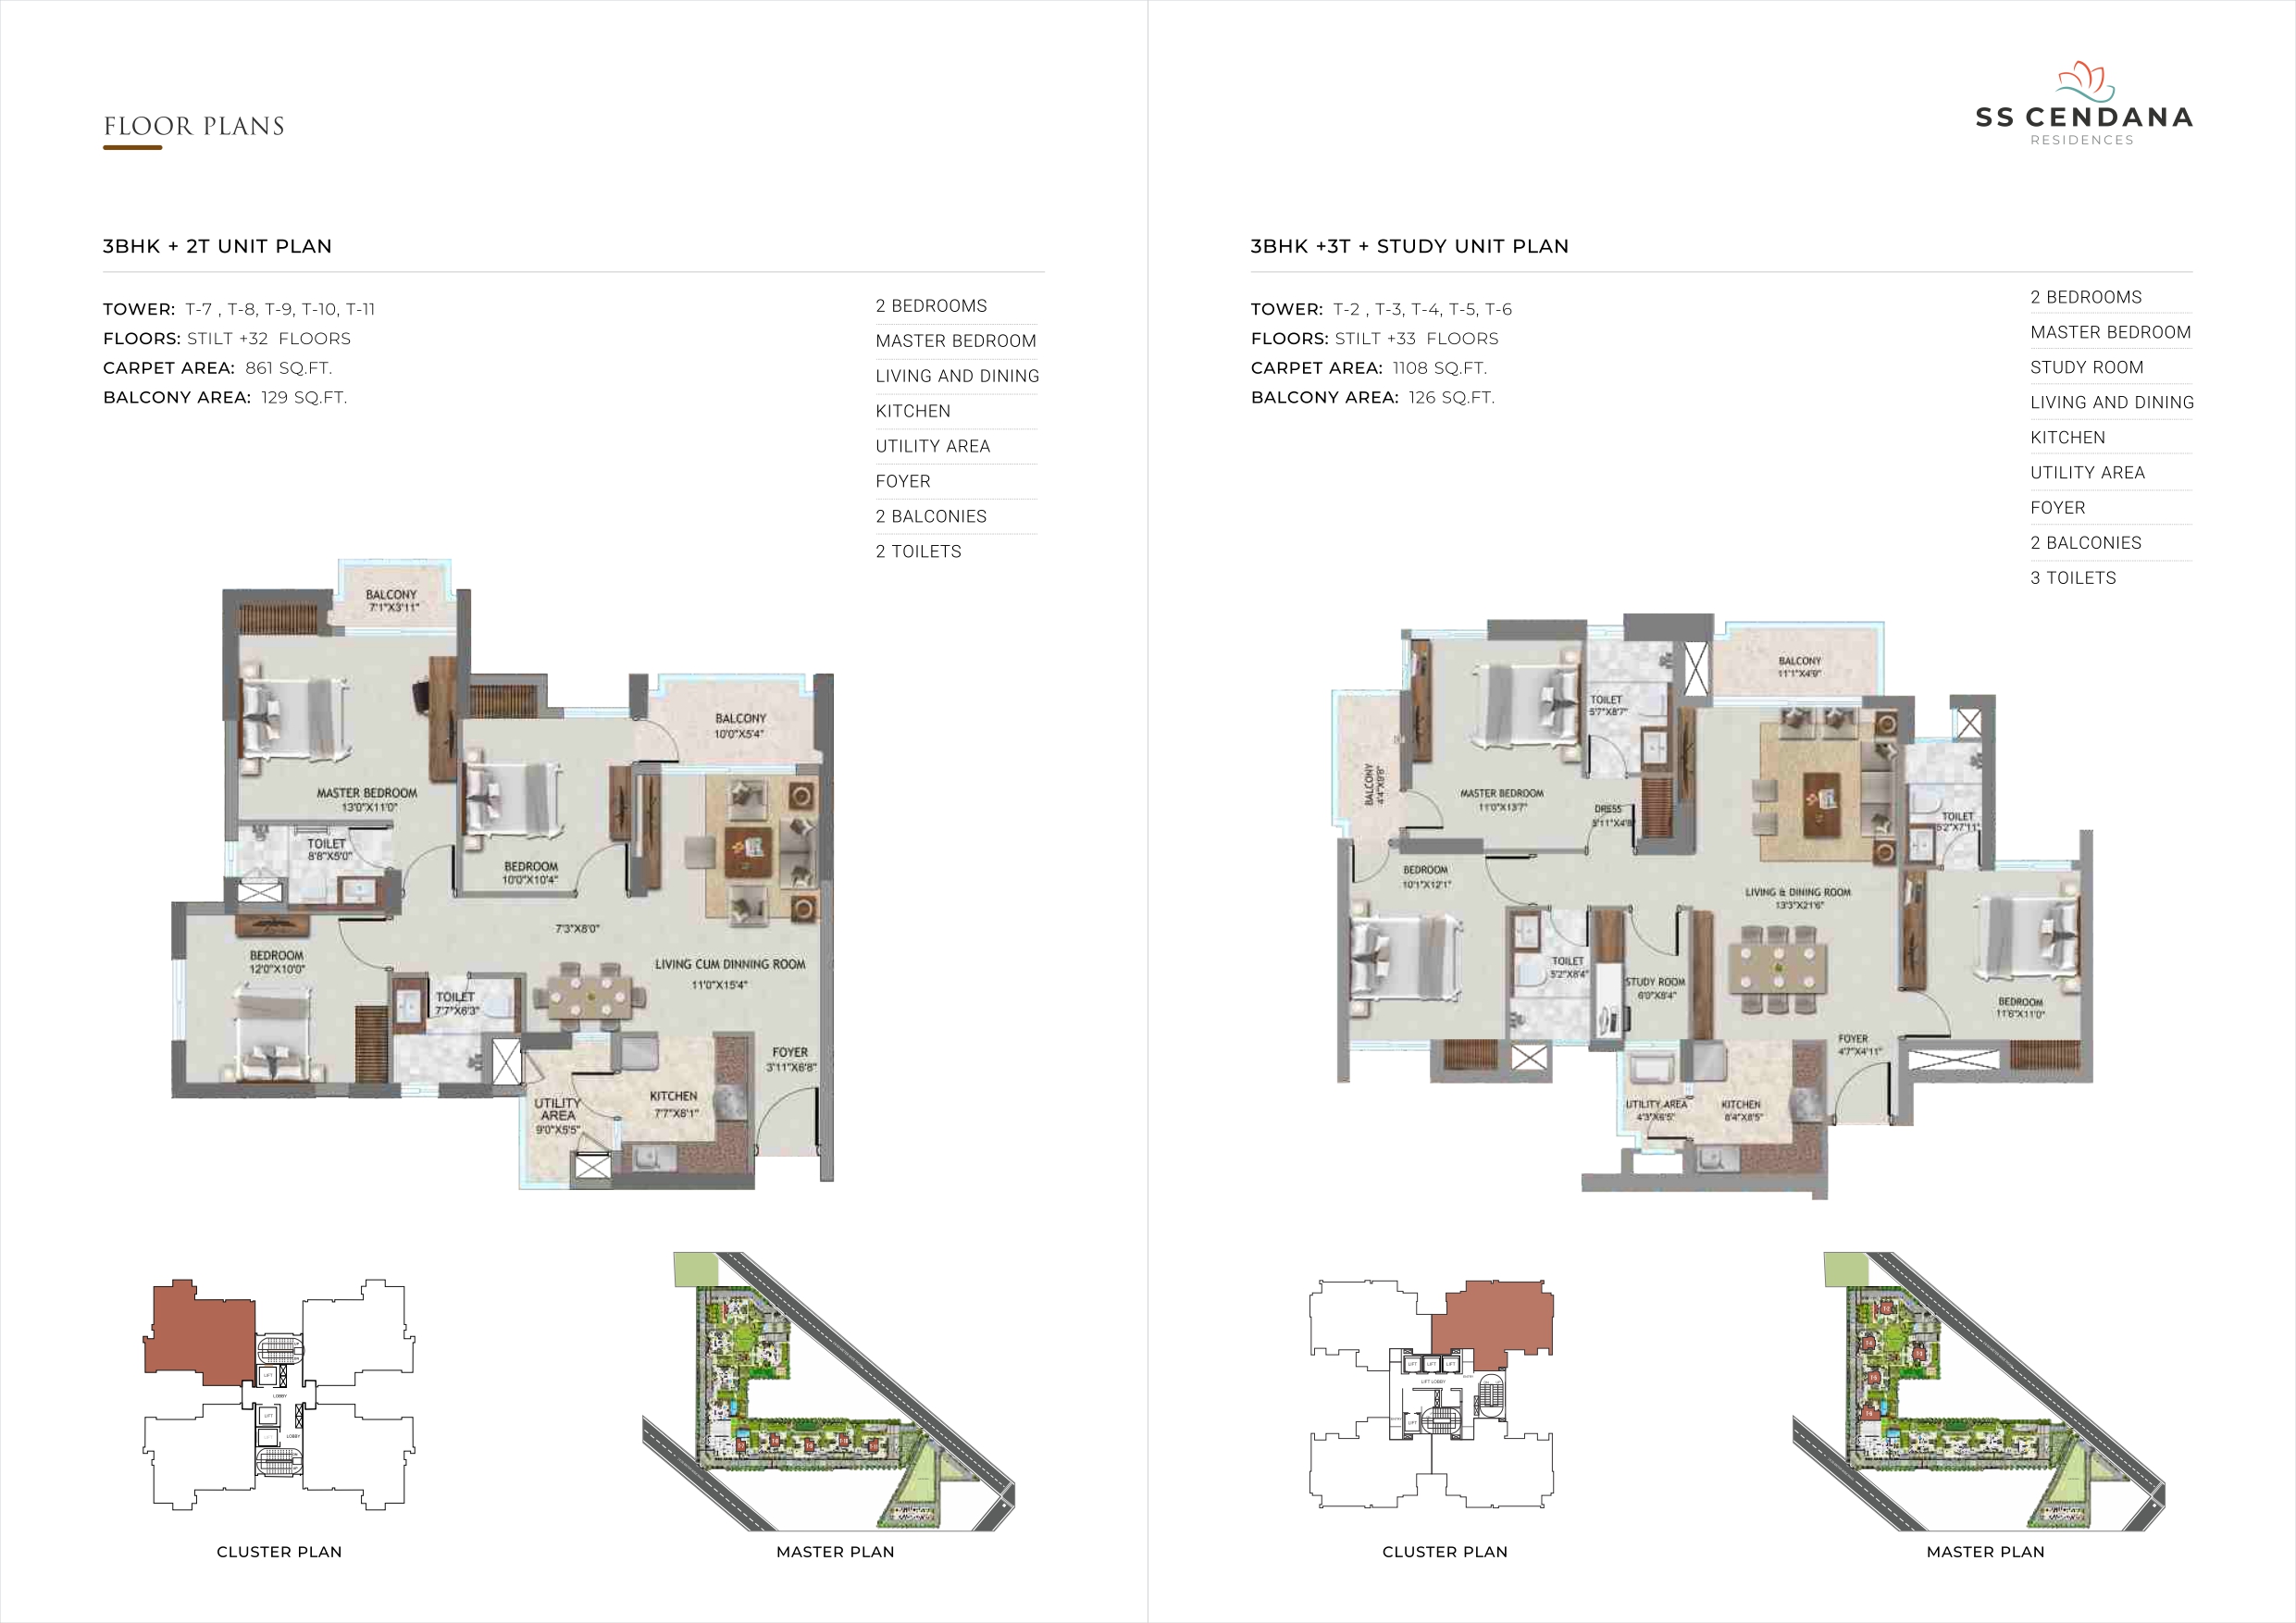 FLOOR PLANS
SS CENDANA
RESIDENCES
3BHK + 2T UNIT PLAN
TOWER: T-7 , T-8, T-9, T-10, T-11
FLOORS: STILT +32 FLOORS
CARPET AREA: 861 SQ.FT.
BALCONY AREA: 129 SQ.FT.
2 BEDROOMS
MASTER BEDROOM
LIVING AND DINING
KITCHEN
UTILITY AREA
FOYER
2 BALCONIES
2 TOILETS
BALCONY
7'1"X3'11"
BALCONY
10'0"X5'4"
MASTER BEDROOM
13'0"X11'0"
TOILET
8'8"X5'0"
BEDROOM
10'0"X10'4"
7'3"X8'0"
BEDROOM
12'0"X10'0"
LIVING CUM DINNING ROOM
11'0"X15'4"
TOILET
7'7"X6'3"
FOYER
3'11"X6'8"
UTILITY
AREA
9'0"X5'5"
KITCHEN
7'7"X8'1"
LIFT
LOBBY
LIFT
LIFT
LOBBY
CLUSTER PLAN
MASTER PLAN
3BHK +3T + STUDY UNIT PLAN
TOWER: T-2 , T-3, T-4, T-5, T-6
FLOORS: STILT +33 FLOORS
CARPET AREA: 1108 SQ.FT.
BALCONY AREA: 126 SQ.FT.
2 BEDROOMS
MASTER BEDROOM
STUDY ROOM
LIVING AND DINING
KITCHEN
UTILITY AREA
FOYER
2 BALCONIES
3 TOILETS
BALCONY
11'1"X4'9"
TOILET
5'7"X8'7"
BALCONY
4'4"X9'8"
MASTER BEDROOM
11'0"X13'7"
DRESS
5'11"X4'8"
TOILET
5'2"X7'11"
BEDROOM
10'1"X12'1"
LIVING & DINING ROOM
13'3"X21'6"
TOILET
5'2"X8'4"
STUDY ROOM
6'0"X8'4"
BEDROOM
11'6"X11'0"
FOYER
4'7"X4'11"
UTILITY AREA
4'3"X6'5"
KITCHEN
8'4"X8'5"
LIFT LIFT LIFT
LIFT LOBBY
LIFT
CLUSTER PLAN
MASTER PLAN